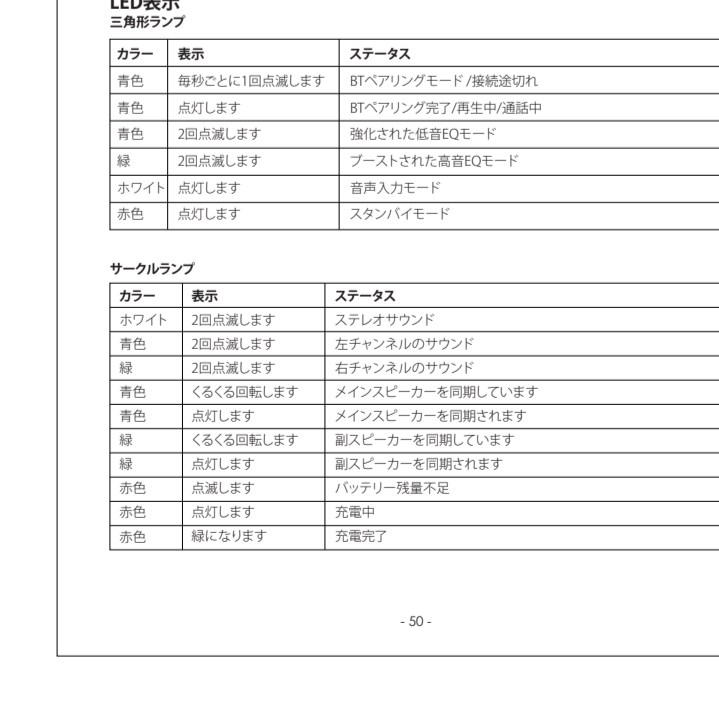 LED表示
三角形ランプ
カラー 表示 ステータス
青色 毎秒ごとに1回点滅します BTペアリングモード/接続途切れ
青色 点灯します BTペアリング完了/再生中/通話中
青色 2回点滅します 強化された低音EQモード
緑 2回点滅します ブーストされた高音EQモード
ホワイト 点灯します 音声入力モード
赤色 点灯します スタンバイモード
サークルランプ
カラー 表示 ステータス
ホワイト 2回点滅します ステレオサウンド
青色 2回点滅します 左チャンネルのサウンド
緑 2回点滅します 右チャンネルのサウンド
青色 くるくる回転します メインスピーカーを同期しています
青色 点灯します メインスピーカーを同期されます
緑 くるくる回転します 副スピーカーを同期しています
緑 点灯します 副スピーカーを同期されます
赤色 点滅します バッテリー残量不足
赤色 点灯します 充電中
赤色 緑になります 充電完了
- 50 -